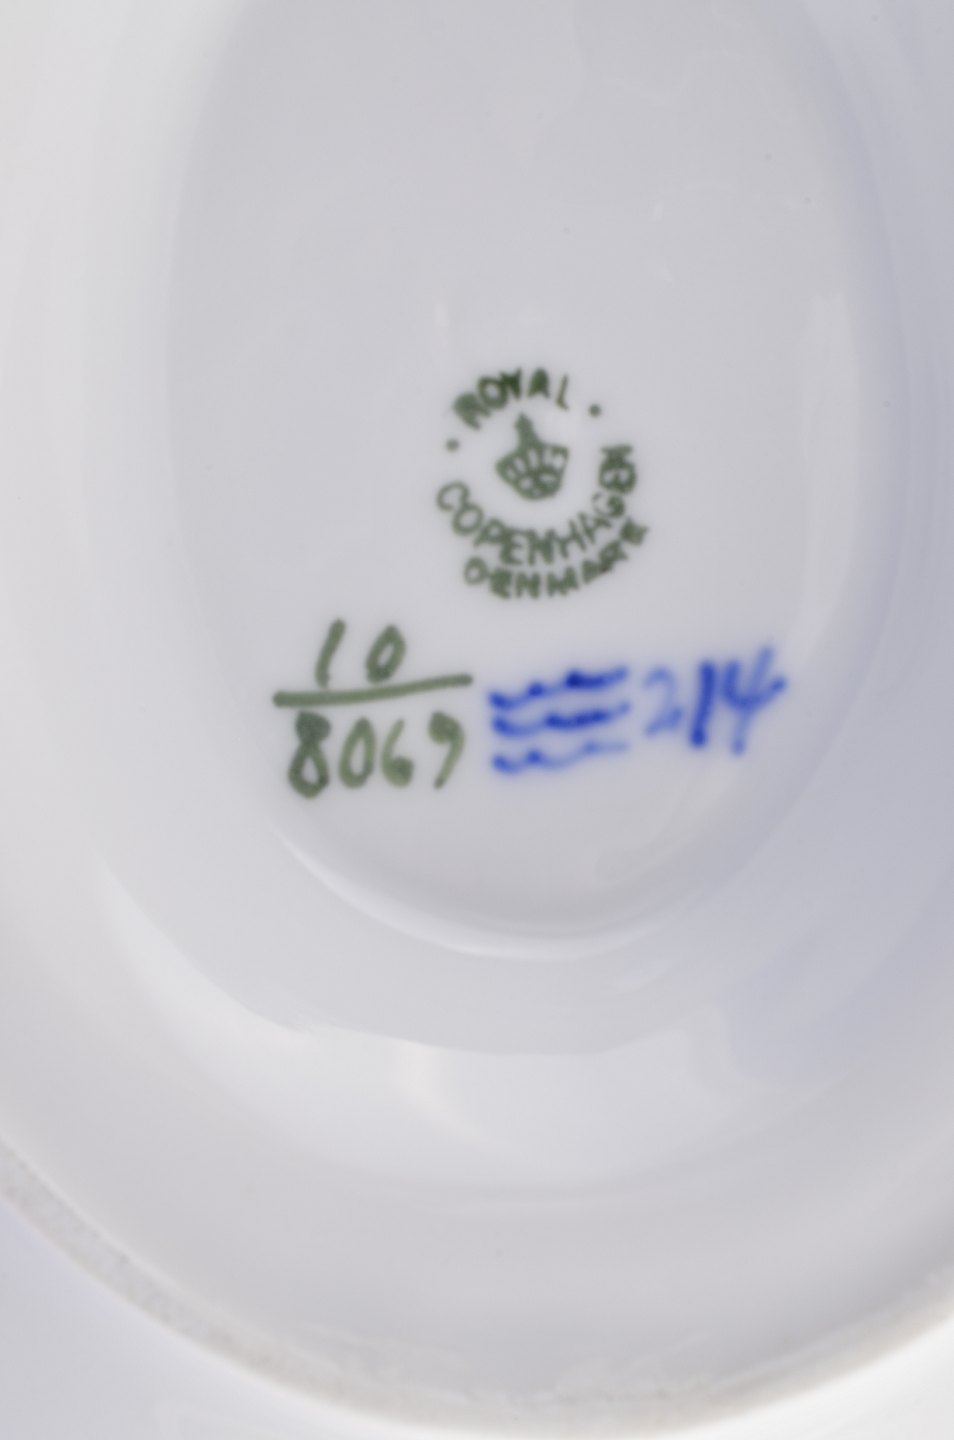 ROYAL
COPENHAGEN
DENMARK
10
8069
214